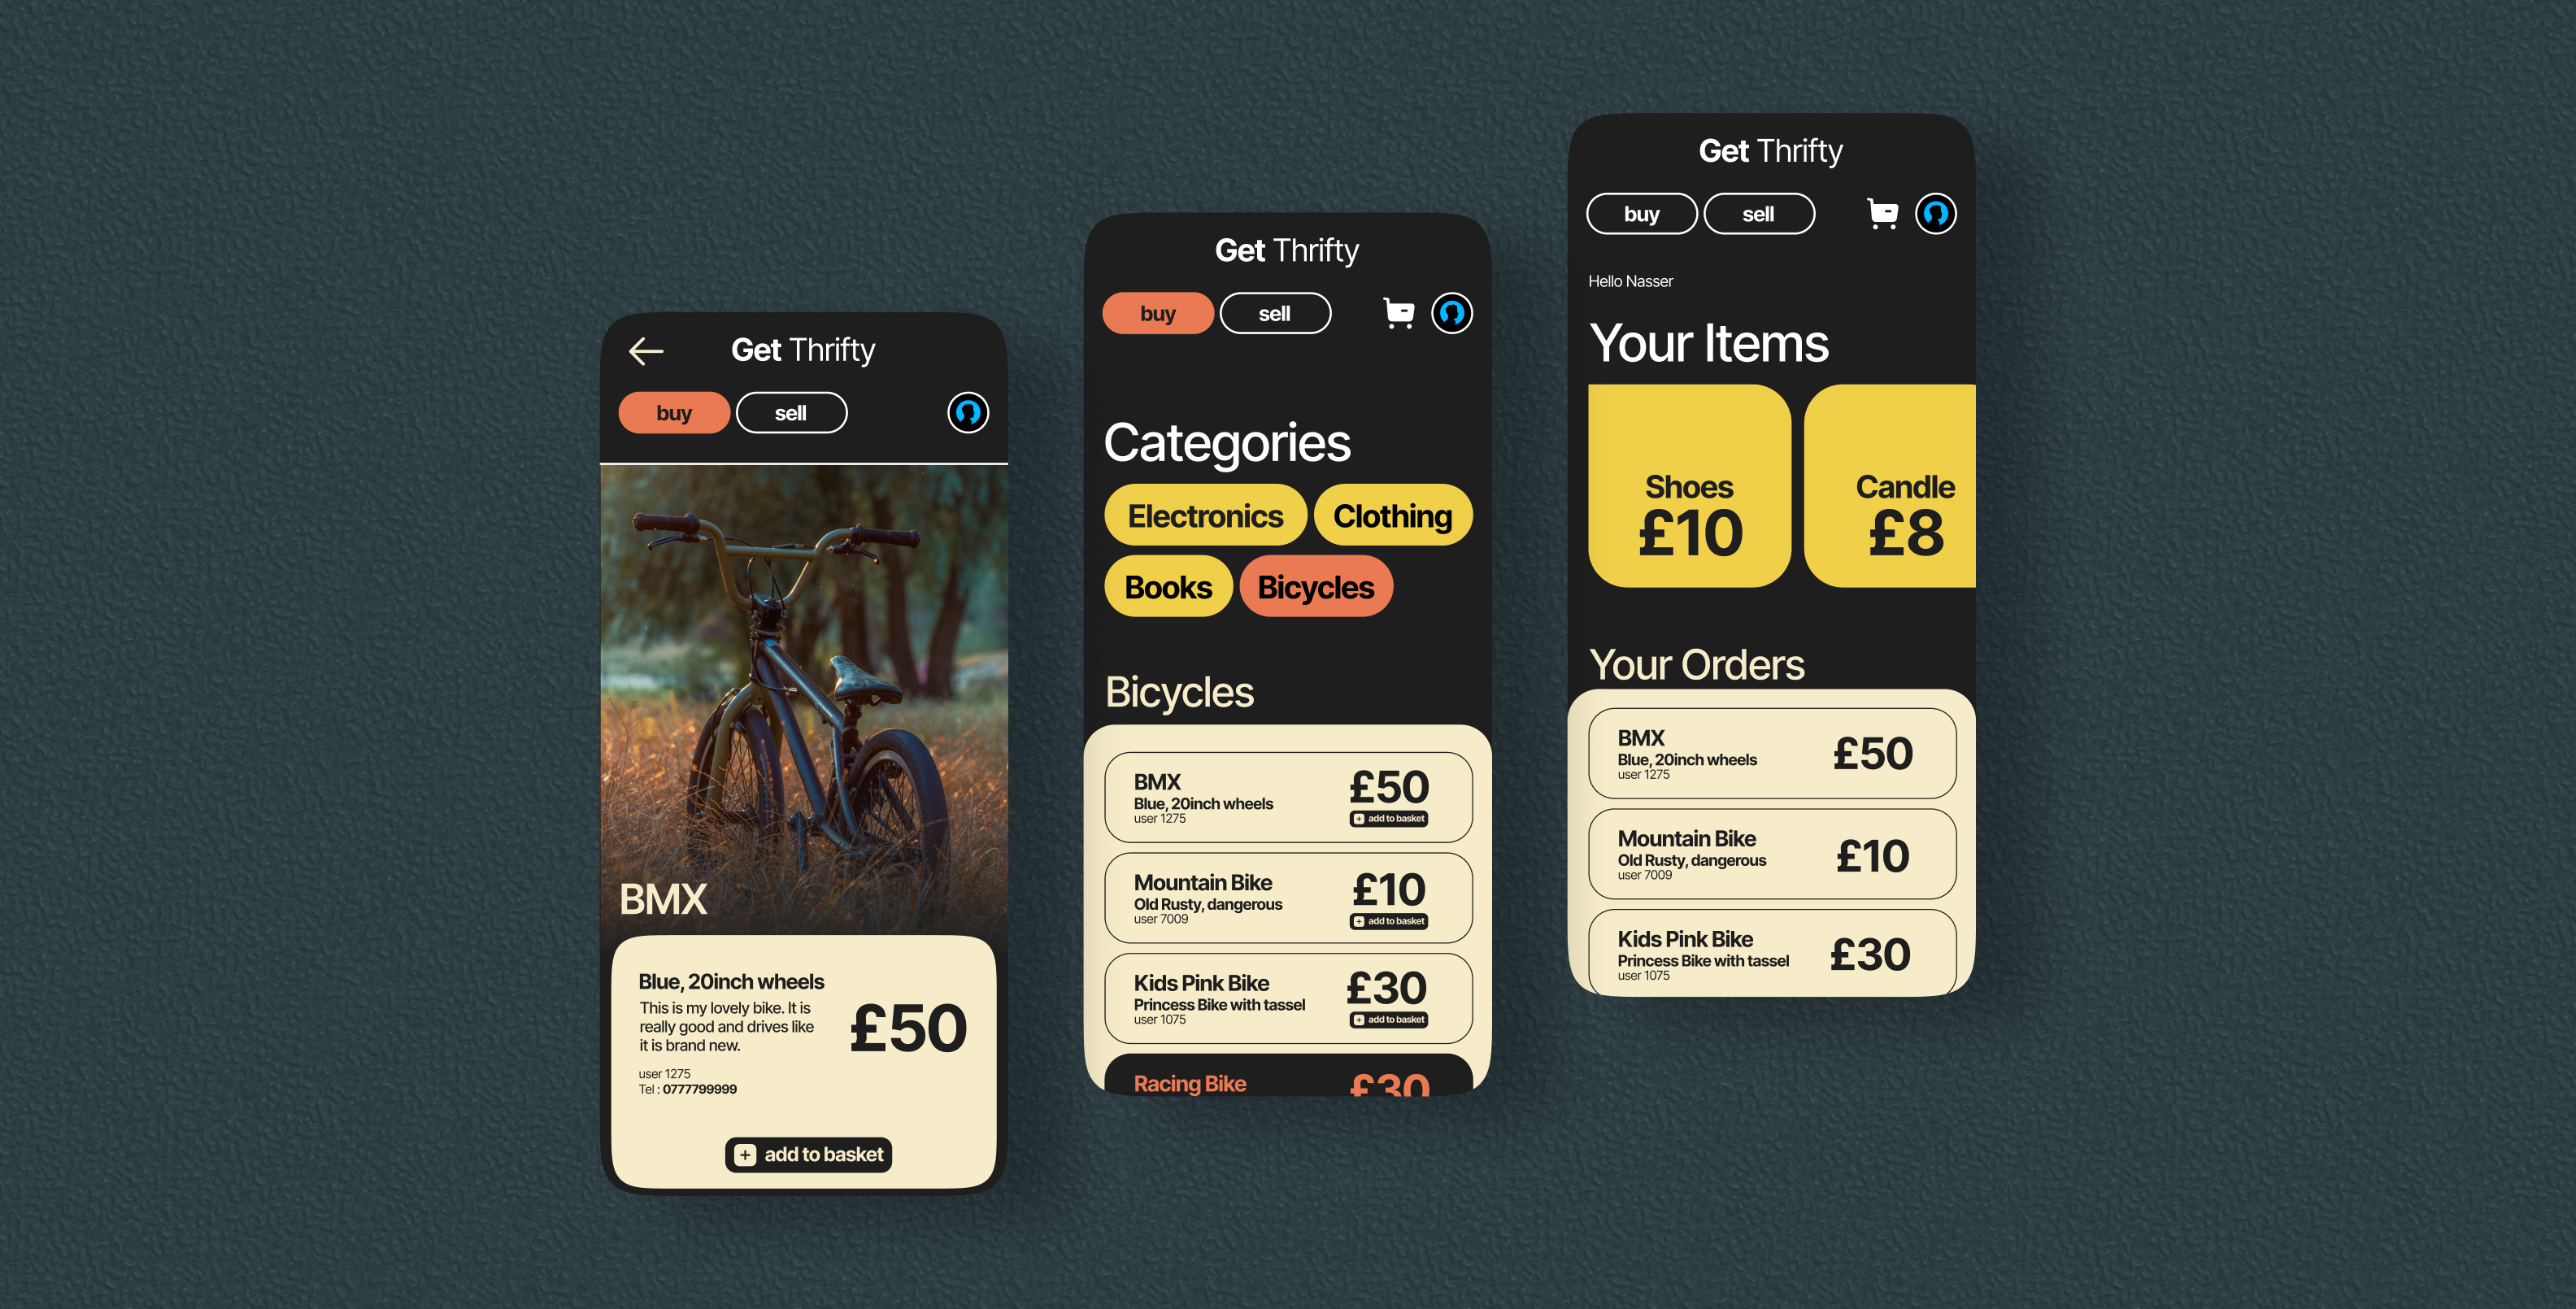 Get Thrifty
buy
sell
BMX
Blue, 20inch wheels
This is my lovely bike. It is
really good and drives like
it is brand new.
£50
user 1275
Tel : 0777799999
add to basket
Get Thrifty
buy
sell
Categories
Electronics
Clothing
Books
Bicycles
Bicycles
BMX
Blue, 20inch wheels
user 1275
£50
add to basket
Mountain Bike
Old Rusty, dangerous
user 7009
£10
add to basket
Kids Pink Bike
Princess Bike with tassel
user 1075
£30
add to basket
Racing Bike
£30
Get Thrifty
buy
sell
Hello Nasser
Your Items
Shoes
£10
Candle
£8
Your Orders
BMX
Blue, 20inch wheels
user 1275
£50
Mountain Bike
Old Rusty, dangerous
user 7009
£10
Kids Pink Bike
Princess Bike with tassel
user 1075
£30